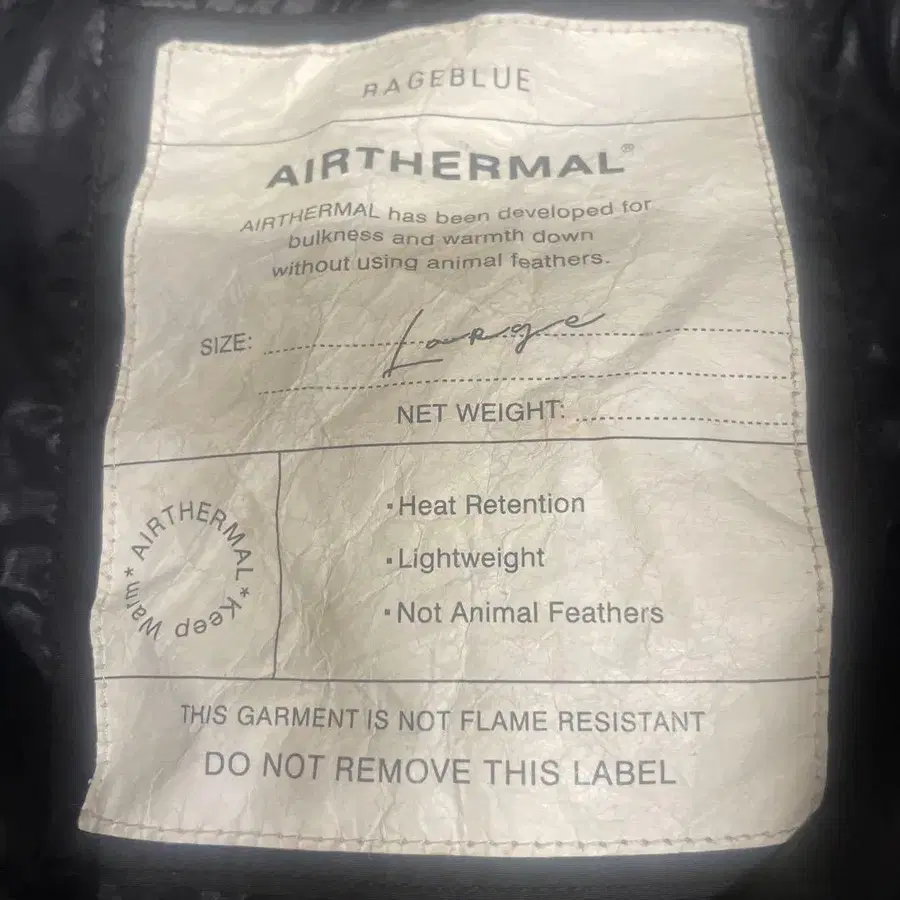 RAGEBLUE
AIRTHERMAL®
AIRTHERMAL has been developed for
bulkness and warmth down
without using animal feathers.
SIZE: Large
NET WEIGHT:
* AIRTHERMAL * Keep Warm
▪ Heat Retention
▪ Lightweight
▪ Not Animal Feathers
THIS GARMENT IS NOT FLAME RESISTANT
DO NOT REMOVE THIS LABEL